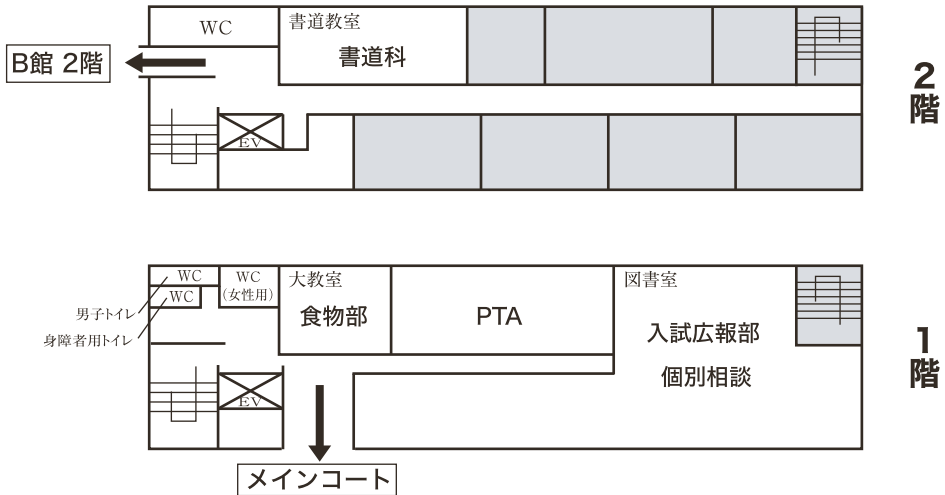 WC
書道教室
書道科
B館 2階
EV
2階
WC
WC
(女性用)
大教室
図書室
WC
男子トイレ
身障者用トイレ
食物部
PTA
入試広報部
個別相談
EV
1階
メインコート